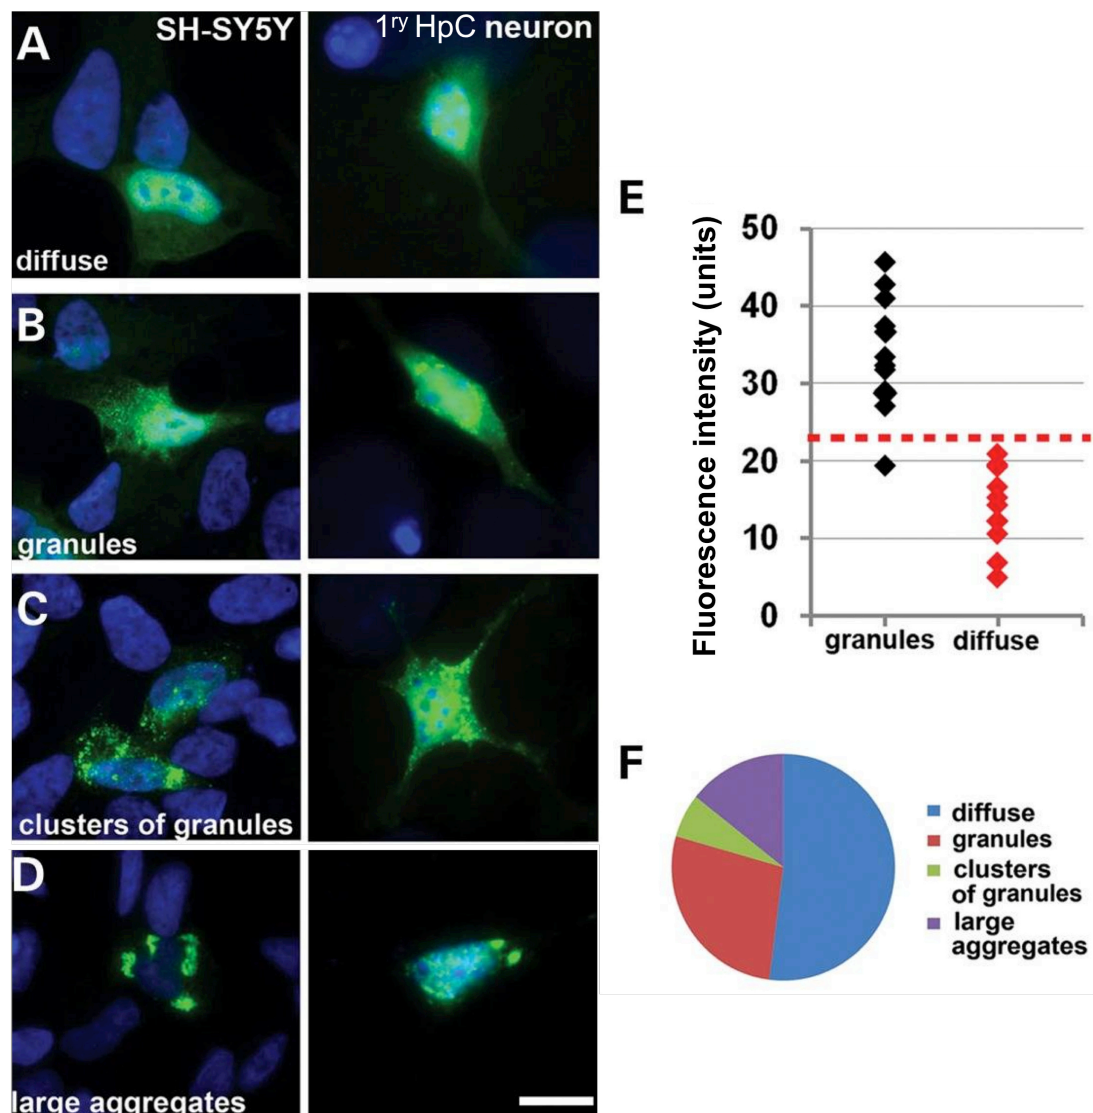 A
SH-SY5Y
1ry HpC neuron
diffuse
B
granules
C
clusters of granules
D
large aggregates
E
Fluorescence intensity (units)
50
40
30
20
10
0
granules
diffuse
F
diffuse
granules
clusters
of granules
large
aggregates